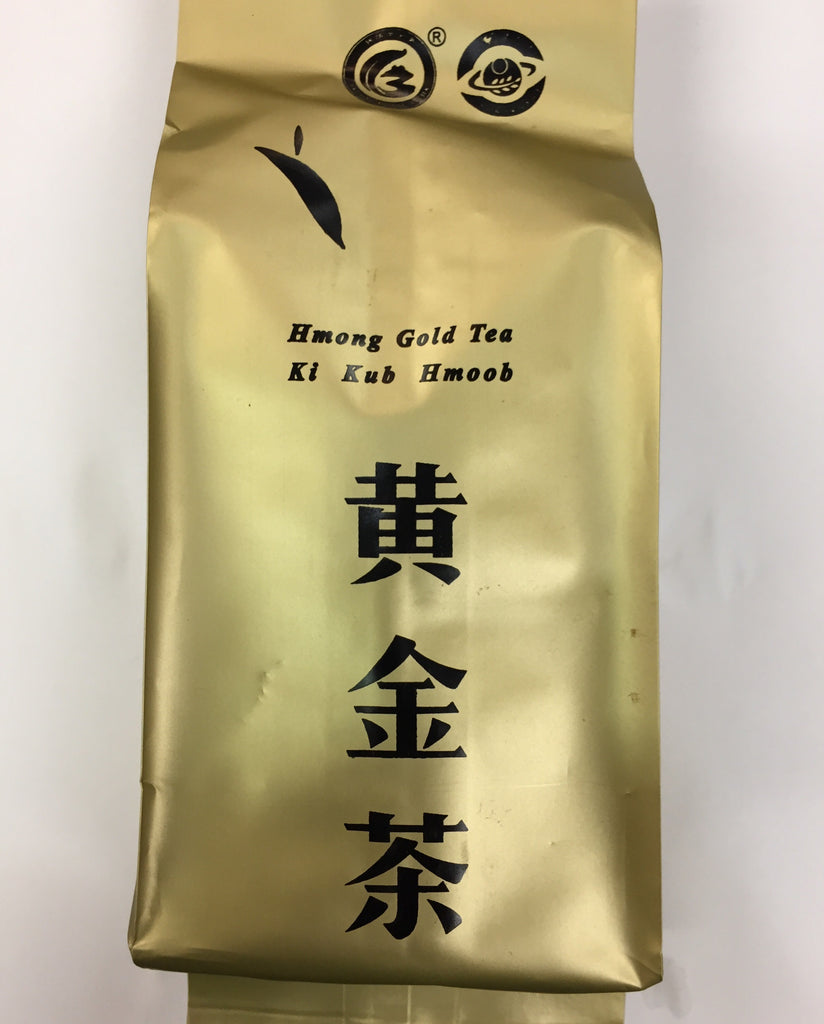 ®
Hmong Gold Tea
Ki Kub Hmoob
黄金茶